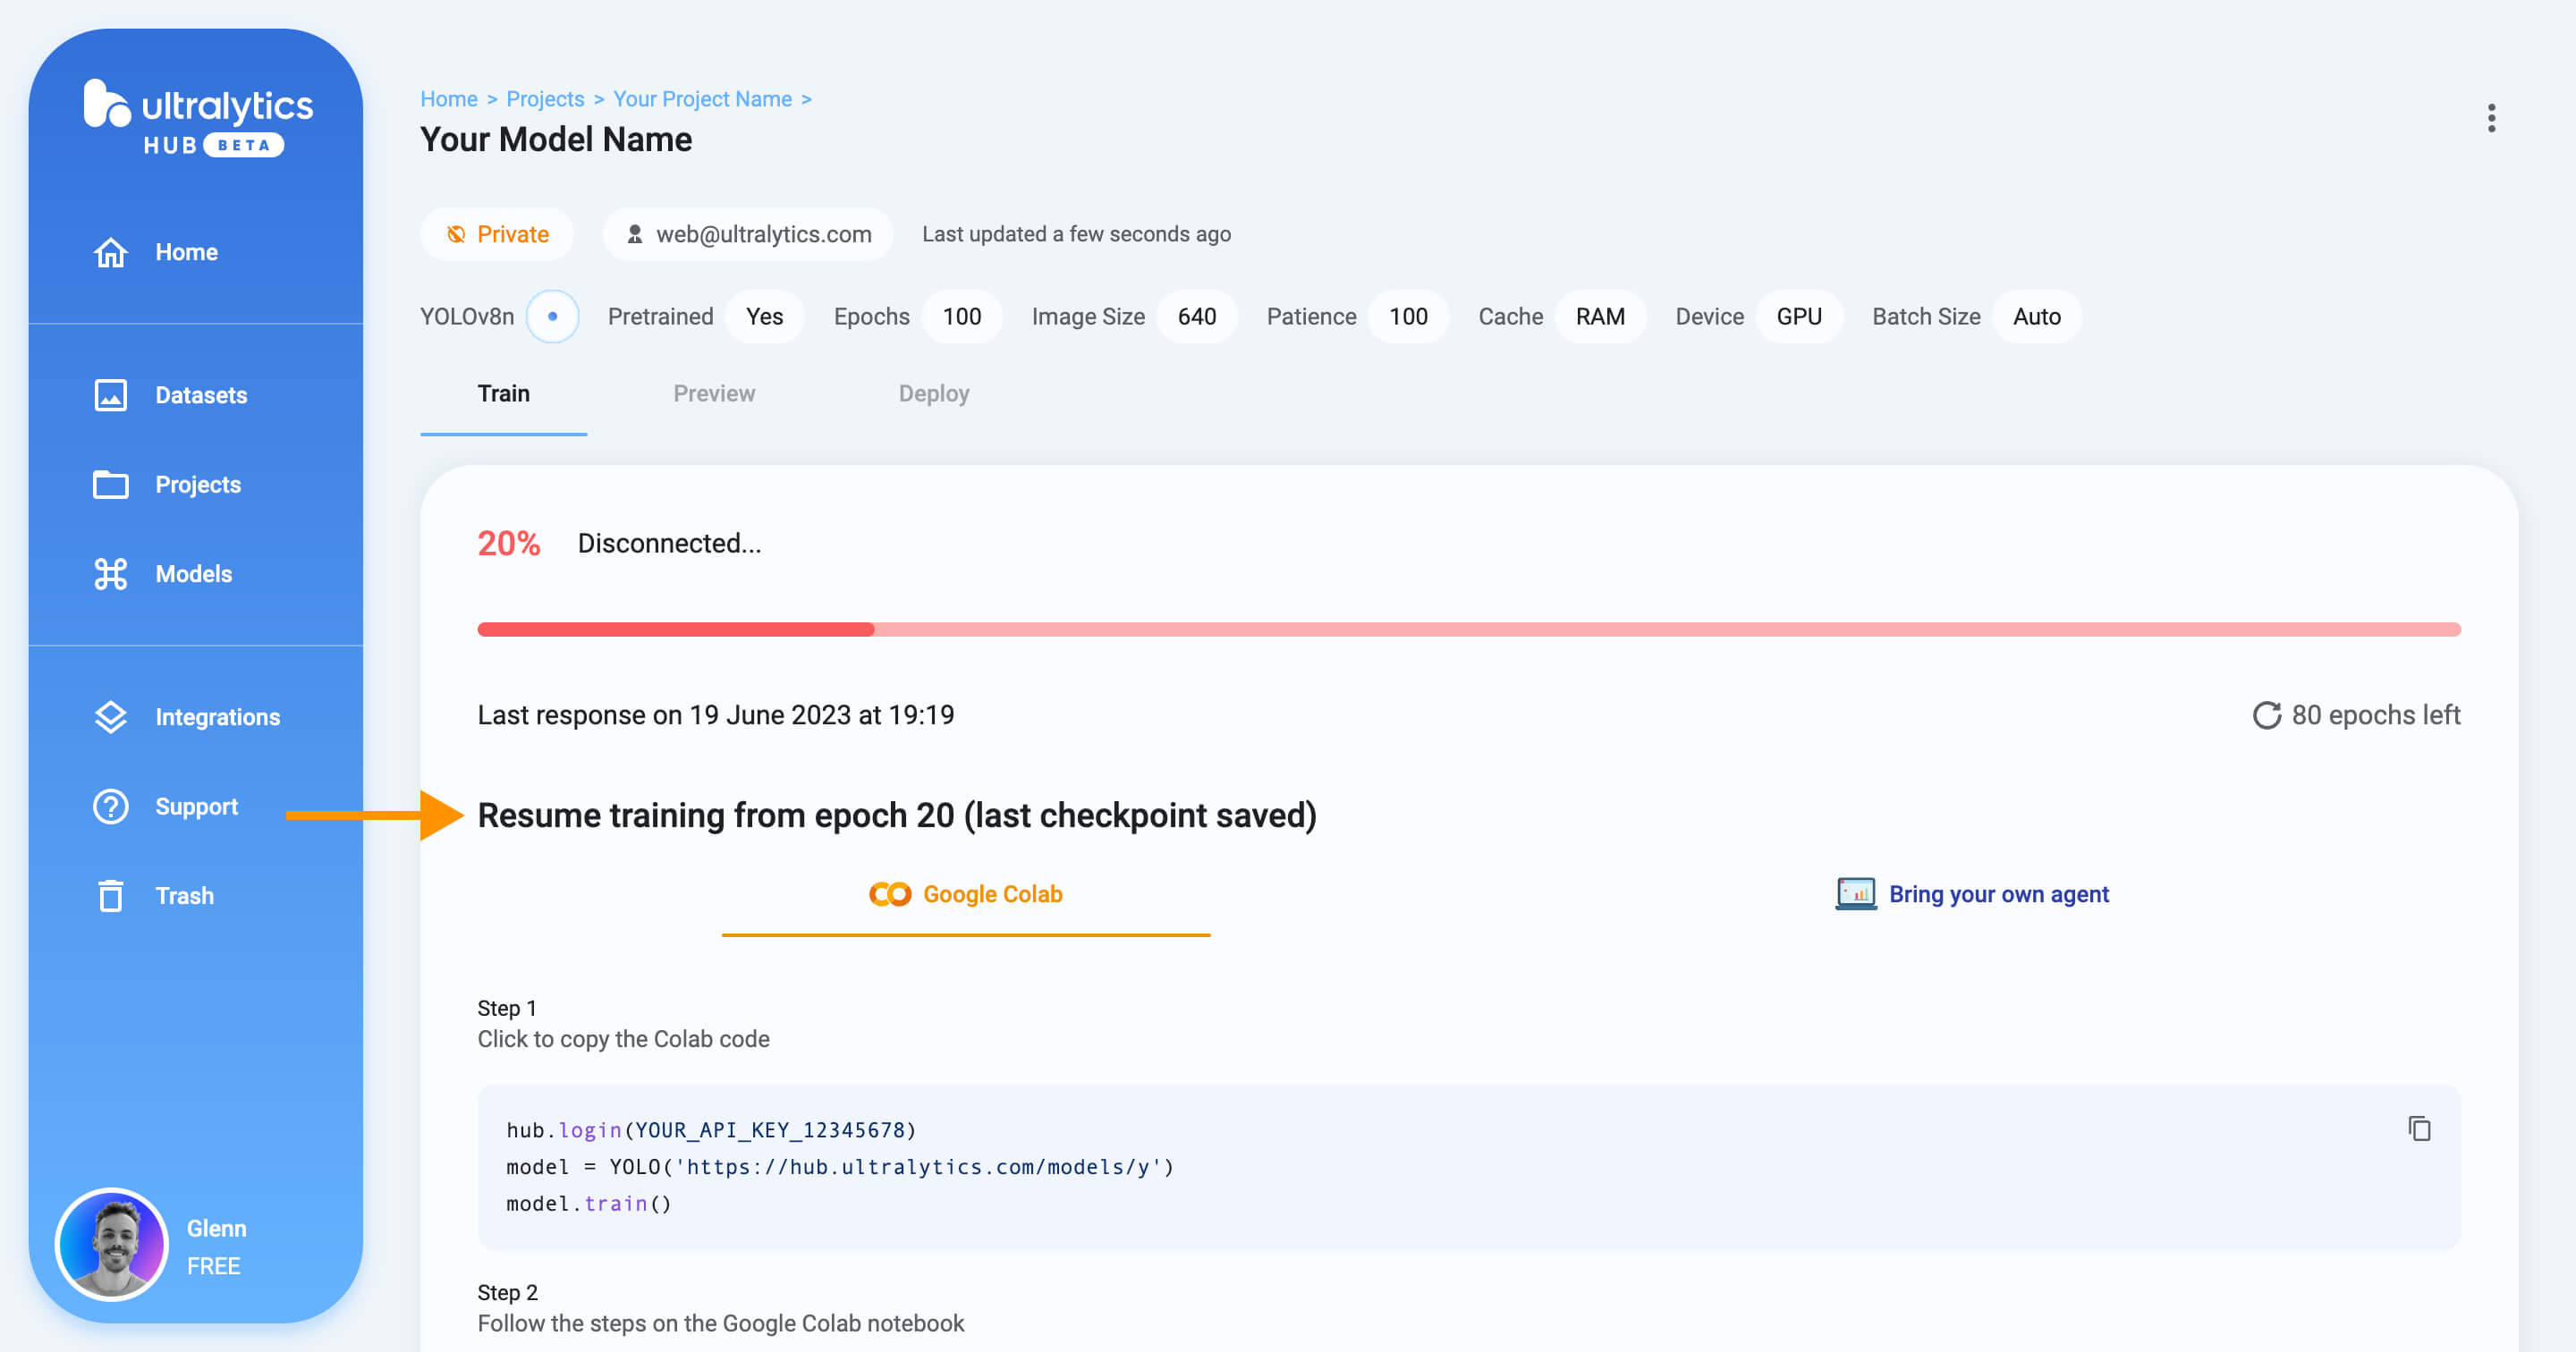 ultralytics
HUB BETA
Home
Datasets
Projects
Models
Integrations
Support
Trash
Glenn
FREE
Home > Projects > Your Project Name >
Your Model Name
Private web@ultralytics.com Last updated a few seconds ago
YOLOv8n Pretrained Yes Epochs 100 Image Size 640 Patience 100 Cache RAM Device GPU Batch Size Auto
Train Preview Deploy
20% Disconnected...
Last response on 19 June 2023 at 19:19 80 epochs left
Resume training from epoch 20 (last checkpoint saved)
Google Colab Bring your own agent
Step 1
Click to copy the Colab code
hub.login(YOUR_API_KEY_12345678)
model = YOLO('https://hub.ultralytics.com/models/y')
model.train()
Step 2
Follow the steps on the Google Colab notebook